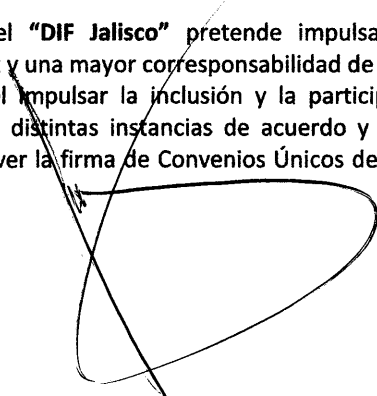 el "DIF Jalisco" pretende impulsa
y una mayor corresponsabilidad de
el impulsar la inclusión y la particip
distintas instancias de acuerdo y
ver la firma de Convenios Únicos de